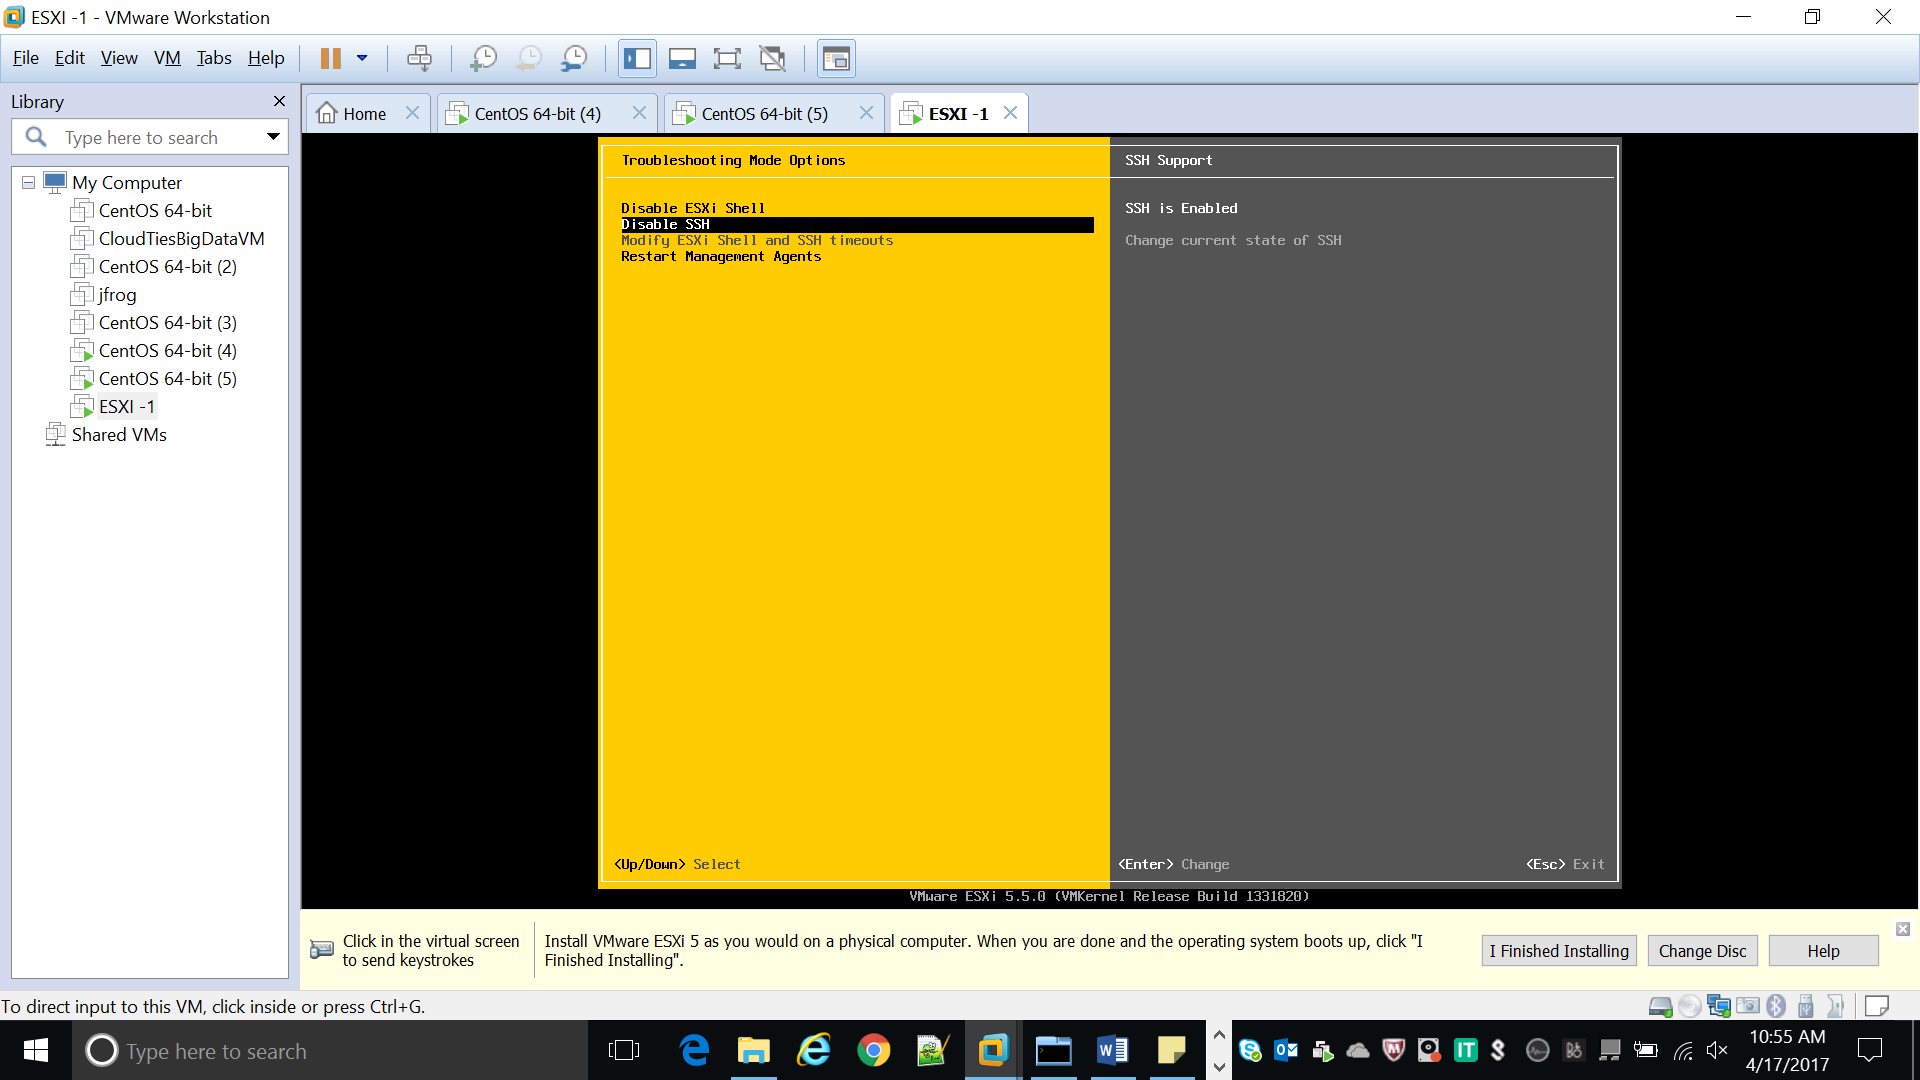 ESXI -1 - VMware Workstation
File Edit View VM Tabs Help
Library
Type here to search
My Computer
CentOS 64-bit
CloudTiesBigDataVM
CentOS 64-bit (2)
jfrog
CentOS 64-bit (3)
CentOS 64-bit (4)
CentOS 64-bit (5)
ESXI -1
Shared VMs
Home
CentOS 64-bit (4)
CentOS 64-bit (5)
ESXI -1
Troubleshooting Mode Options
Disable ESXi Shell
Disable SSH
Modify ESXi Shell and SSH timeouts
Restart Management Agents
<Up/Down> Select
SSH Support
SSH is Enabled
Change current state of SSH
<Enter> Change
<Esc> Exit
VMware ESXi 5.5.0 (VMKernel Release Build 1331820)
Click in the virtual screen
to send keystrokes
Install VMware ESXi 5 as you would on a physical computer. When you are done and the operating system boots up, click "I
Finished Installing".
I Finished Installing
Change Disc
Help
To direct input to this VM, click inside or press Ctrl+G.
Type here to search
10:55 AM
4/17/2017